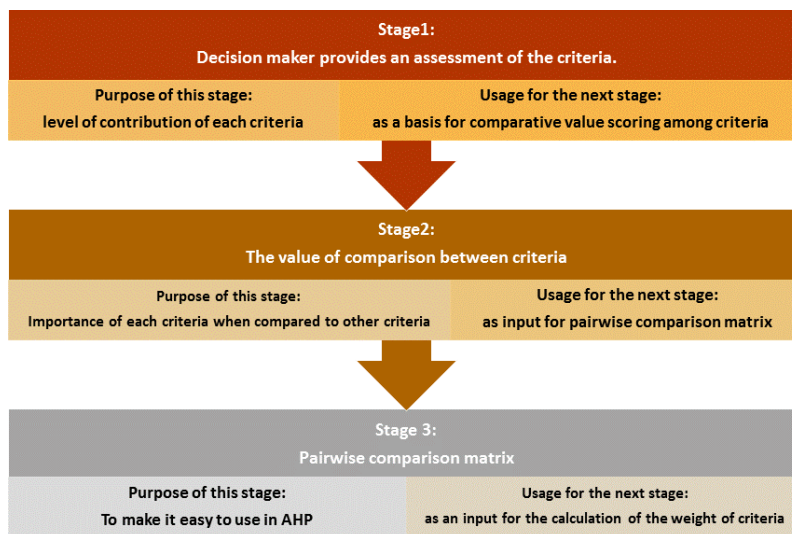 Stage1:
Decision maker provides an assessment of the criteria.
Purpose of this stage:
level of contribution of each criteria
Usage for the next stage:
as a basis for comparative value scoring among criteria
Stage2:
The value of comparison between criteria
Purpose of this stage:
Importance of each criteria when compared to other criteria
Usage for the next stage:
as input for pairwise comparison matrix
Stage 3:
Pairwise comparison matrix
Purpose of this stage:
To make it easy to use in AHP
Usage for the next stage:
as an input for the calculation of the weight of criteria